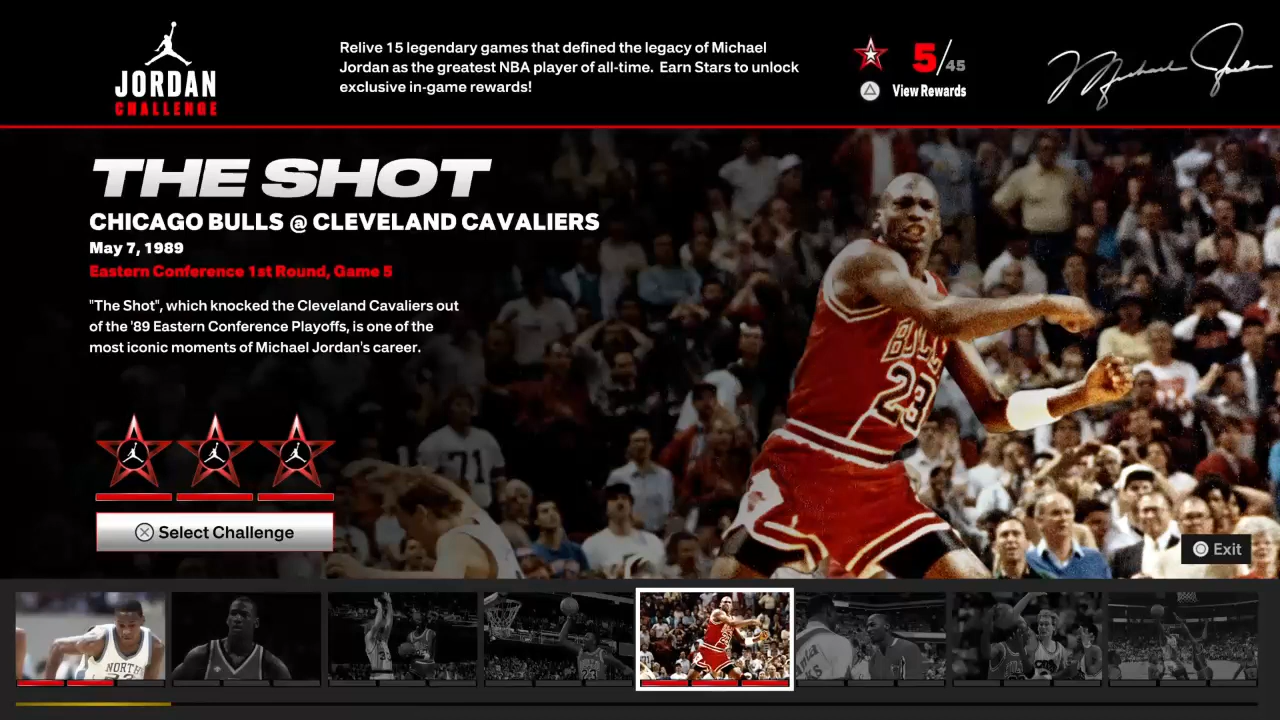 JORDAN
CHALLENGE
Relive 15 legendary games that defined the legacy of Michael
Jordan as the greatest NBA player of all-time. Earn Stars to unlock
exclusive in-game rewards!
5/45
View Rewards
Michael Jordan
THE SHOT
CHICAGO BULLS @ CLEVELAND CAVALIERS
May 7, 1989
Eastern Conference 1st Round, Game 5
"The Shot", which knocked the Cleveland Cavaliers out
of the '89 Eastern Conference Playoffs, is one of the
most iconic moments of Michael Jordan's career.
BULLS
23
71
Select Challenge
Exit
NORTH
23